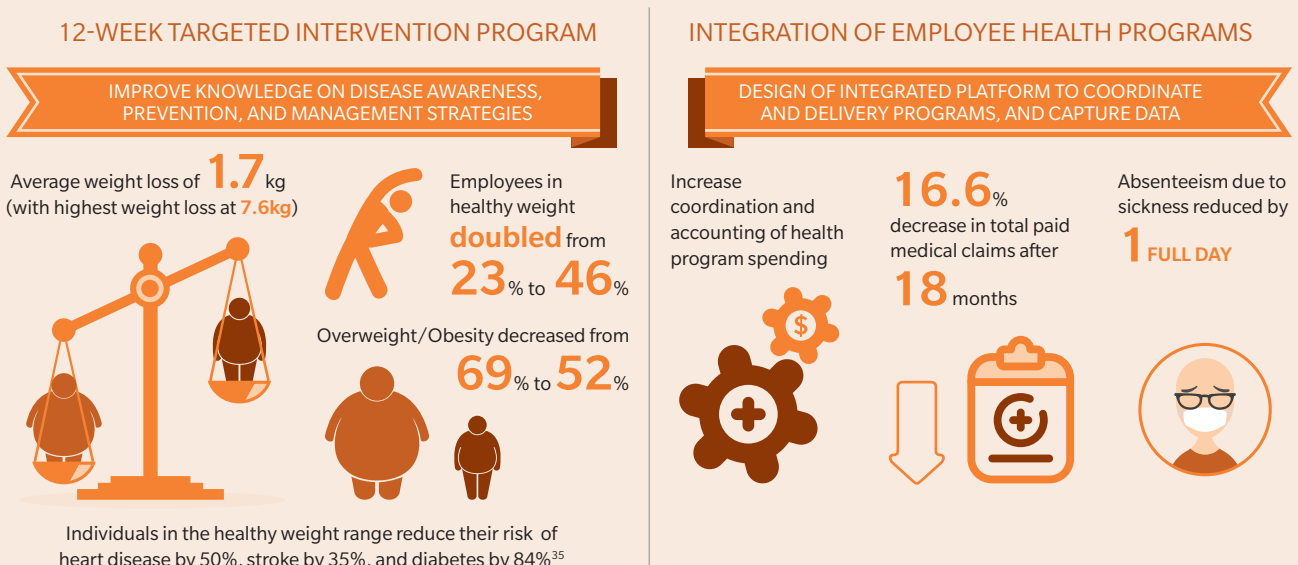 12-WEEK TARGETED INTERVENTION PROGRAM
IMPROVE KNOWLEDGE ON DISEASE AWARENESS,
PREVENTION, AND MANAGEMENT STRATEGIES
Average weight loss of 1.7 kg
(with highest weight loss at 7.6kg)
Employees in
healthy weight
doubled from
23% to 46%
Overweight/Obesity decreased from
69% to 52%
Individuals in the healthy weight range reduce their risk of
heart disease by 50%, stroke by 35%, and diabetes by 84%35
INTEGRATION OF EMPLOYEE HEALTH PROGRAMS
DESIGN OF INTEGRATED PLATFORM TO COORDINATE
AND DELIVERY PROGRAMS, AND CAPTURE DATA
Increase
coordination and
accounting of health
program spending
$
16.6%
decrease in total paid
medical claims after
18 months
Absenteeism due to
sickness reduced by
1 FULL DAY